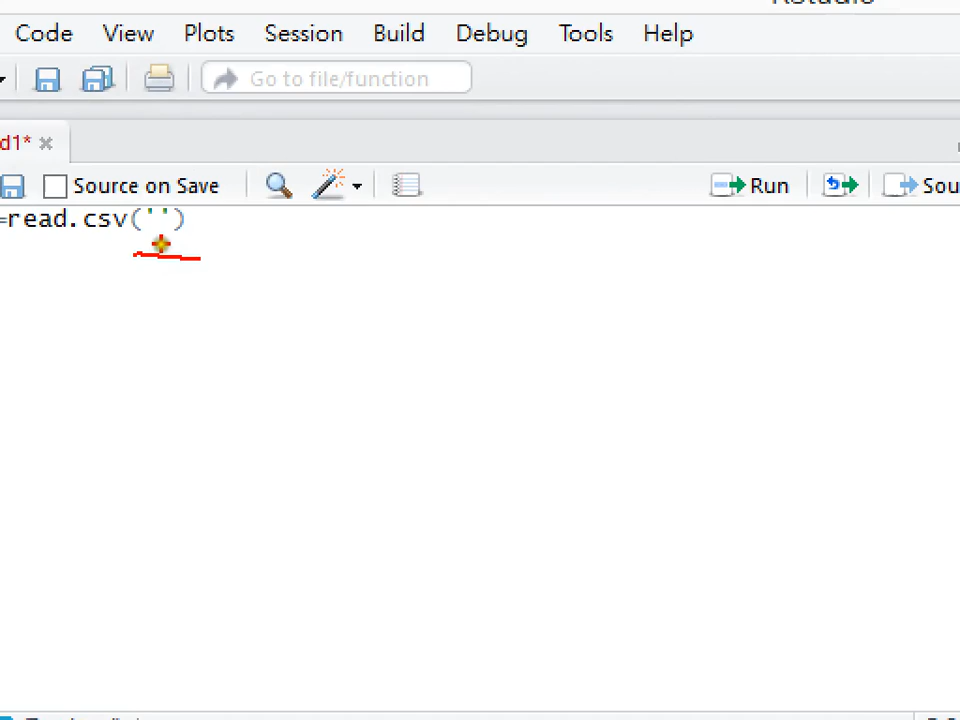 Code View Plots Session Build Debug Tools Help
Go to file/function
d1*
Source on Save Run Sou
=read.csv('')